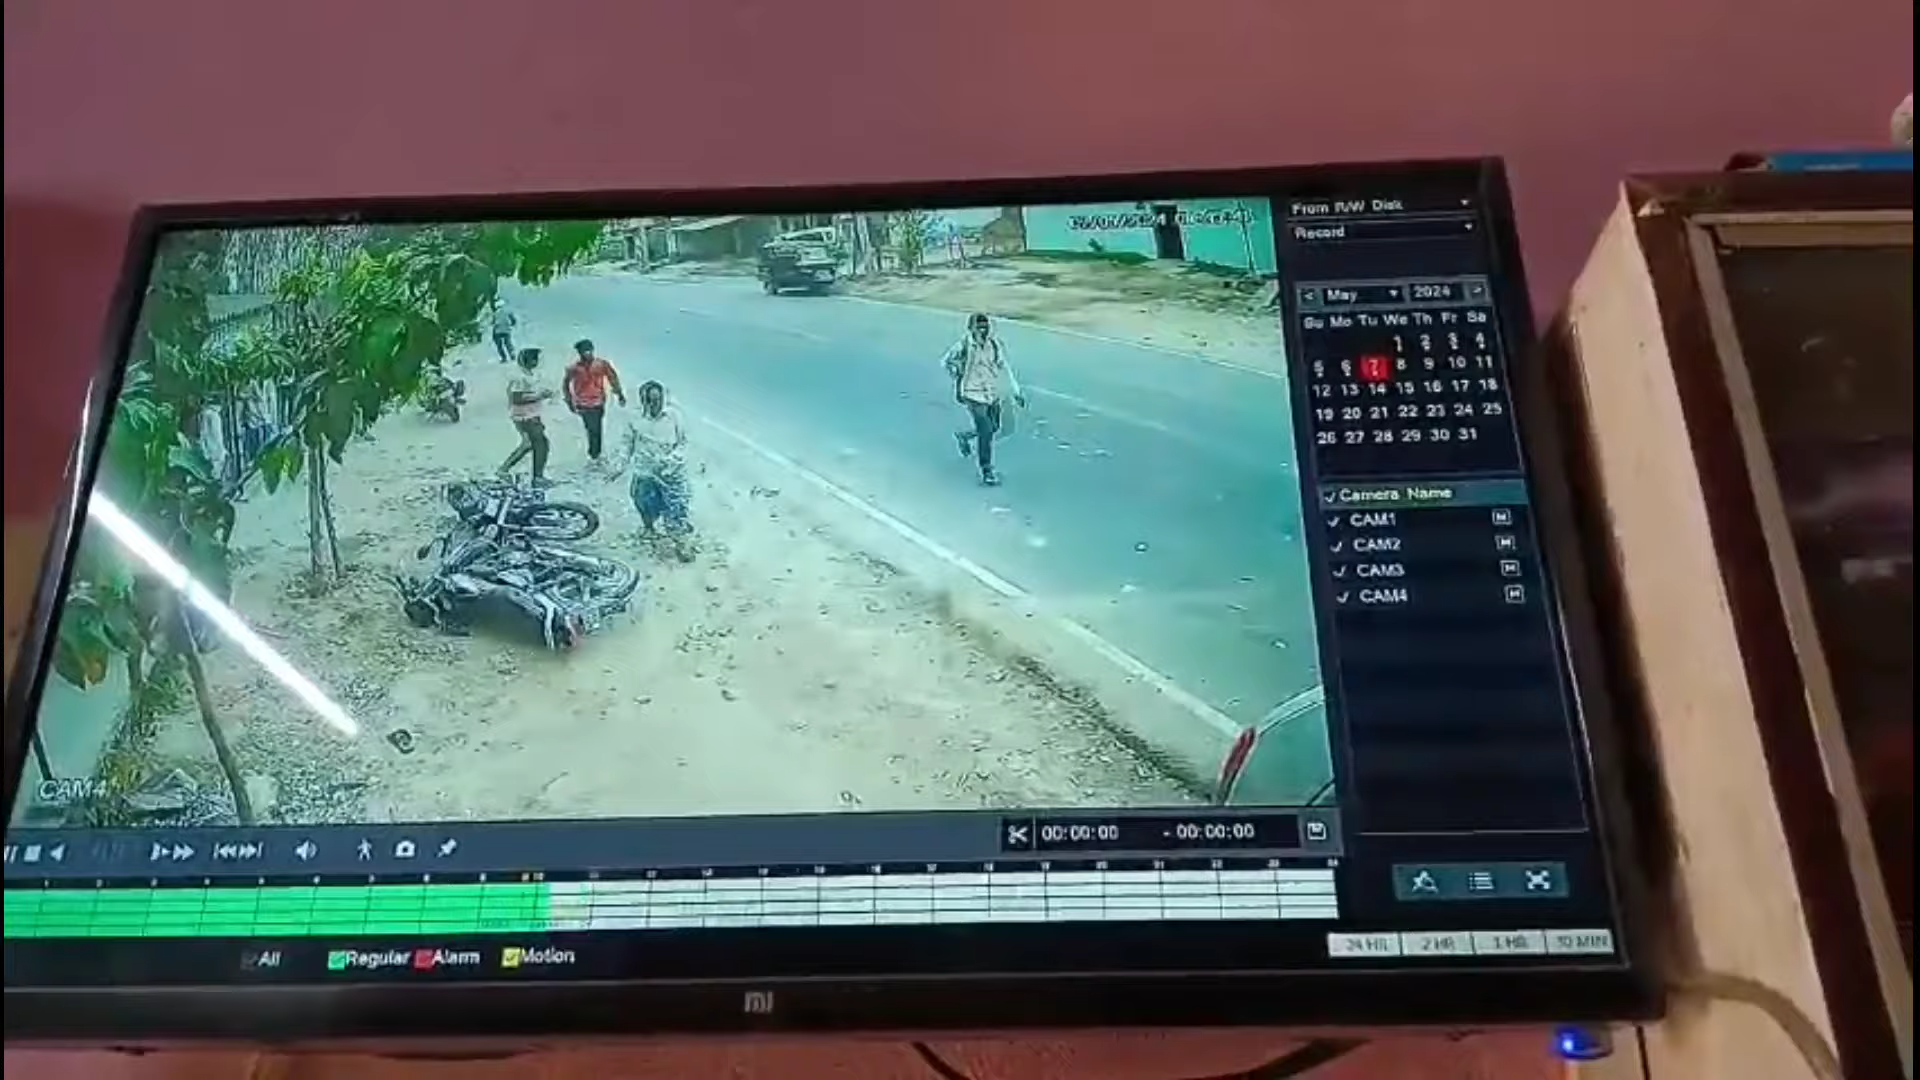 From R/W Disk
Record
< May 2024 >
Su Mo Tu We Th Fr Sa
1 2 3 4
5 6 7 8 9 10 11
12 13 14 15 16 17 18
19 20 21 22 23 24 25
26 27 28 29 30 31
Camera Name
CAM1
CAM2
CAM3
CAM4
CAM4
00:00:00 - 00:00:00
All Regular Alarm Motion
24 HR 2 HR 1 HR 30 MIN
mi